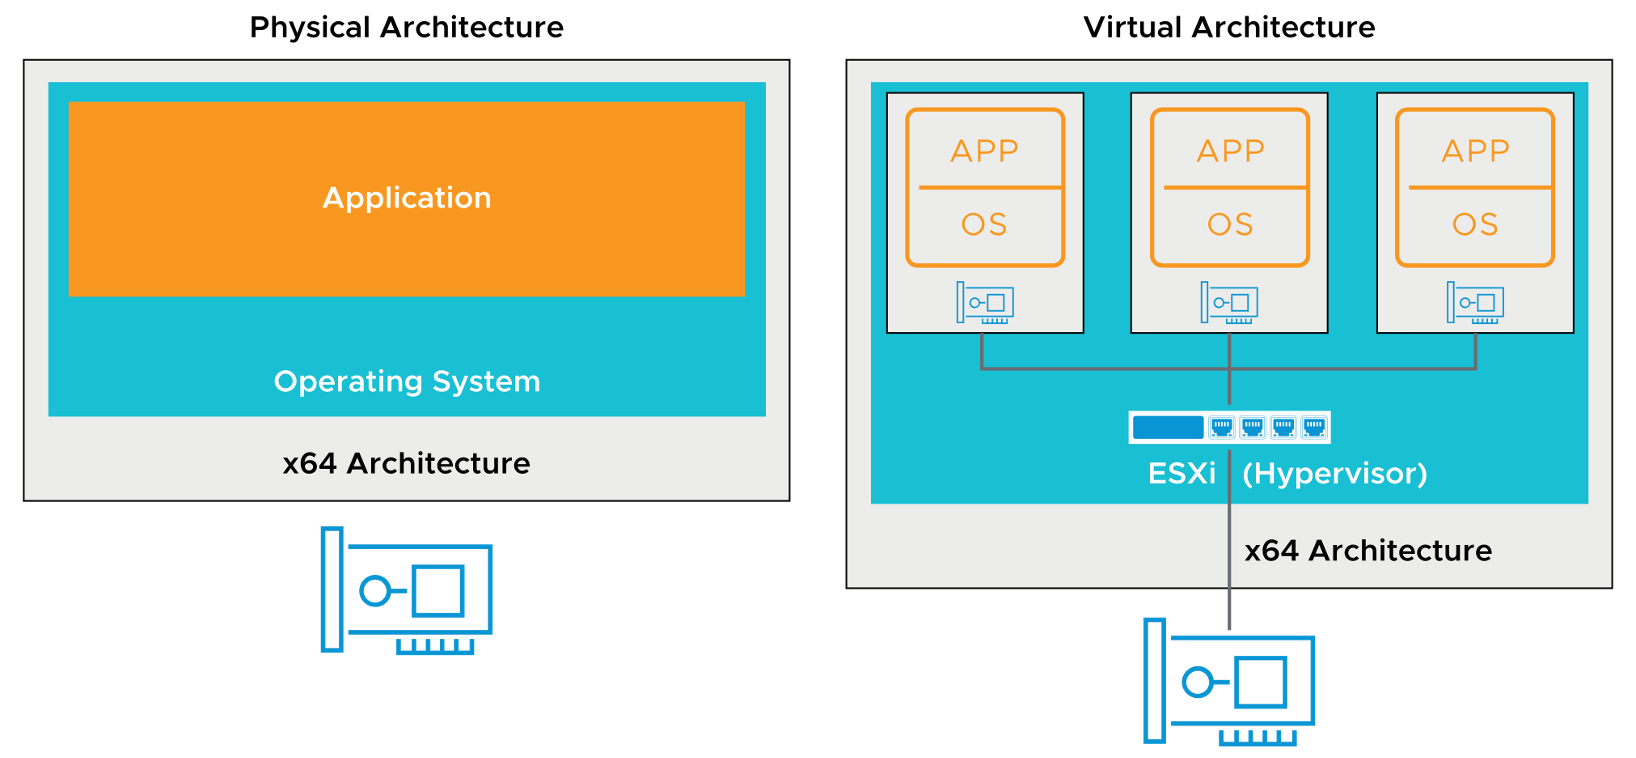 Physical Architecture
Application
Operating System
x64 Architecture
Virtual Architecture
APP
OS
APP
OS
APP
OS
ESXi (Hypervisor)
x64 Architecture